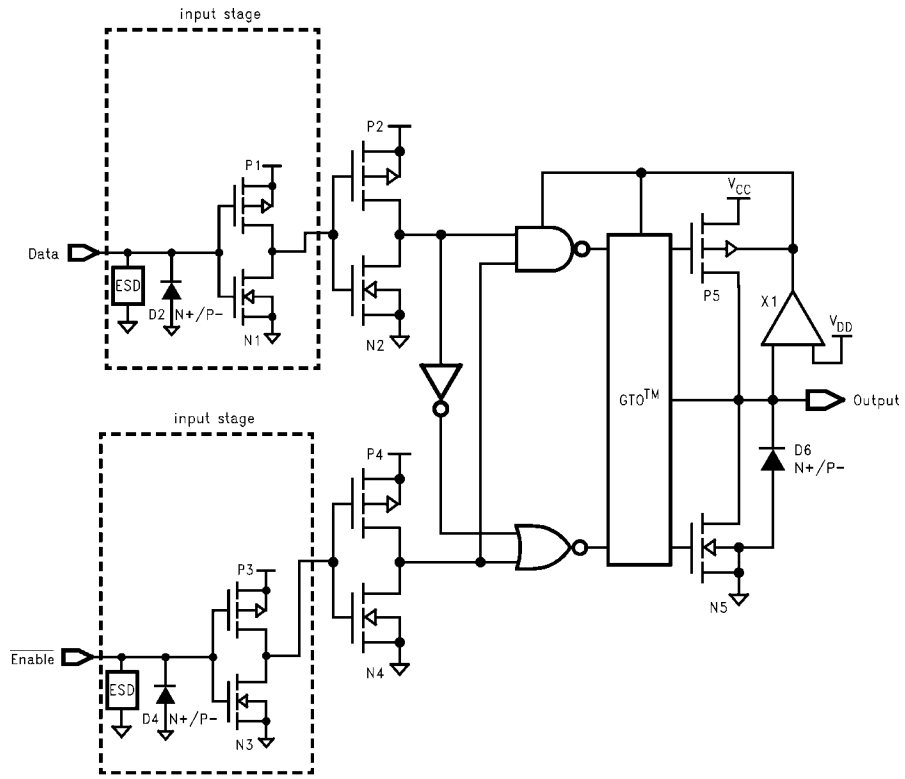 input stage
P1
P2
V_CC
Data
ESD
D2 N+/P-
N1
N2
P5
X1
V_DD
GTO™
Output
input stage
P4
D6
N+/P-
P3
N5
Enable
ESD
D4 N+/P-
N3
N4